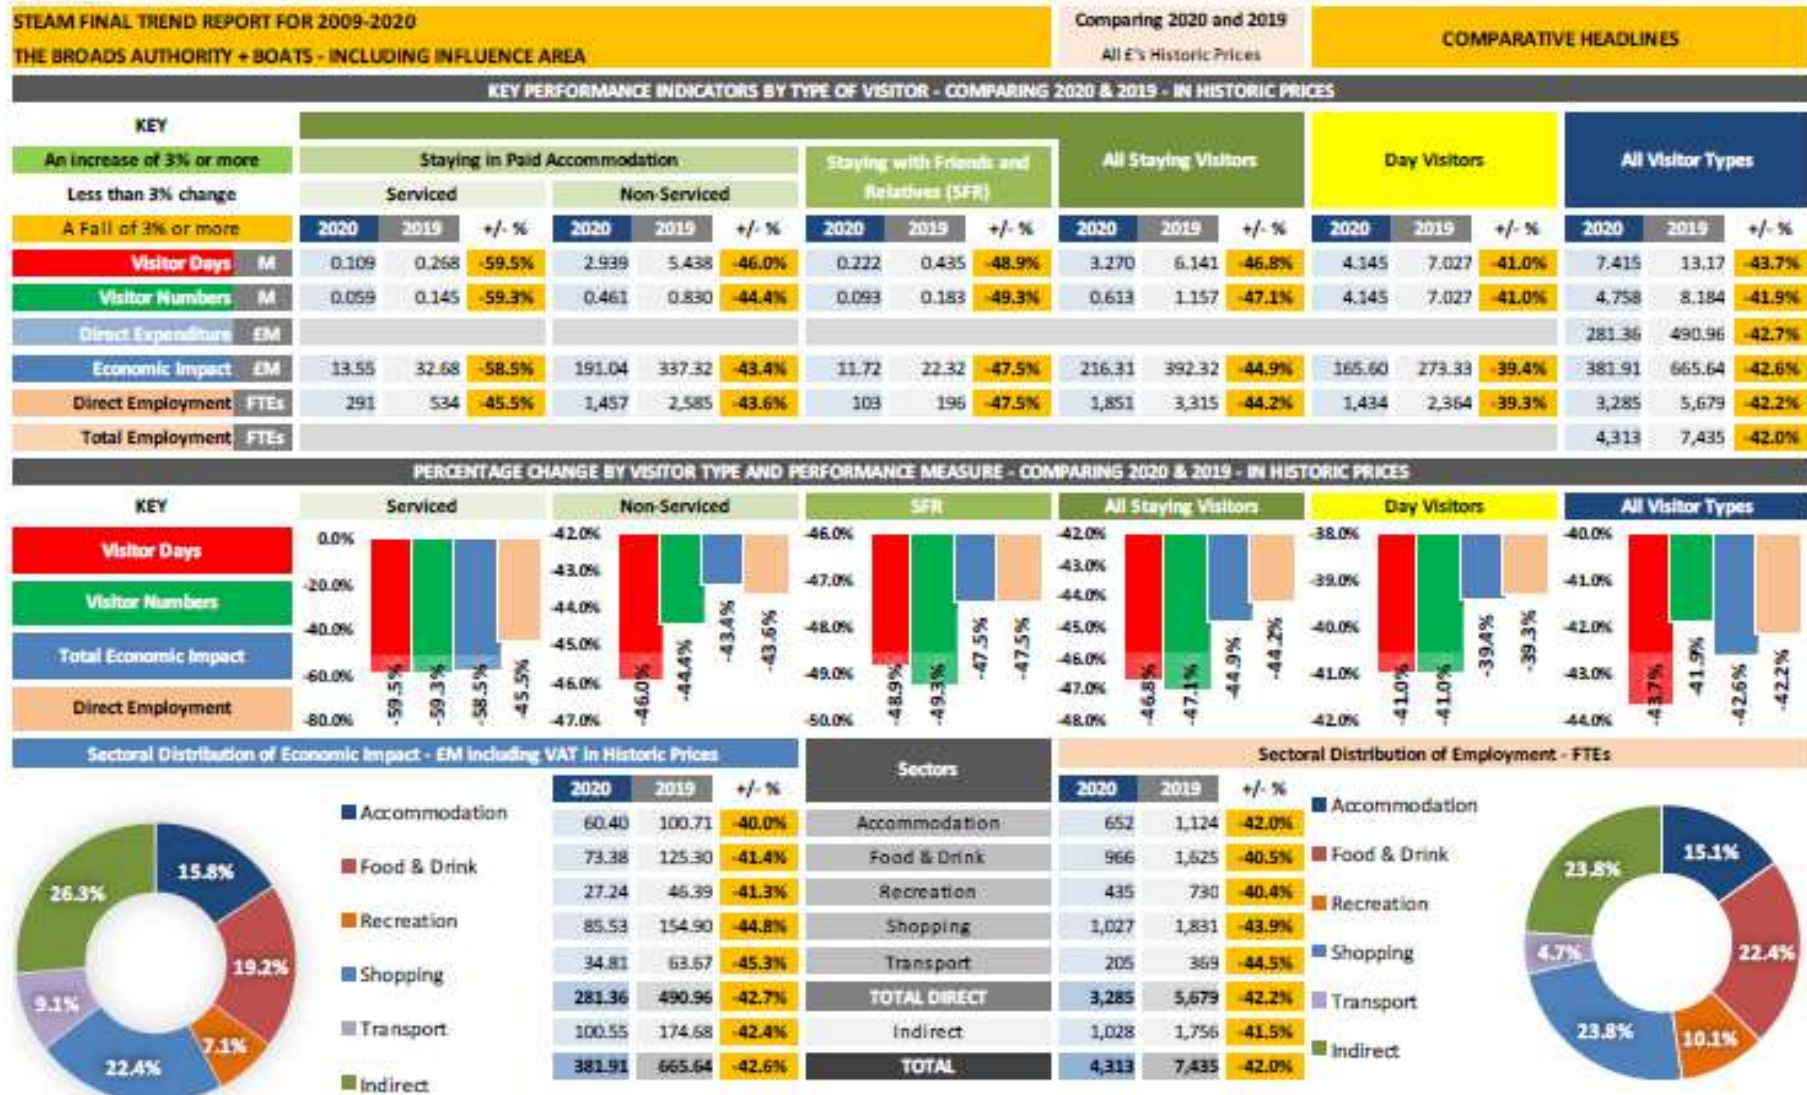 STEAM FINAL TREND REPORT FOR 2009-2020
THE BROADS AUTHORITY + BOATS - INCLUDING INFLUENCE AREA
Comparing 2020 and 2019
All £'s Historic Prices
COMPARATIVE HEADLINES
KEY PERFORMANCE INDICATORS BY TYPE OF VISITOR - COMPARING 2020 & 2019 - IN HISTORIC PRICES
KEY
An increase of 3% or more
Less than 3% change
A Fall of 3% or more
Staying in Paid Accommodation
Serviced
Non-Serviced
Staying with Friends and
Relatives (SFR)
All Staying Visitors
Day Visitors
All Visitor Types
2020 2019 +/- % 2020 2019 +/- % 2020 2019 +/- % 2020 2019 +/- % 2020 2019 +/- % 2020 2019 +/- %
Visitor Days M 0.109 0.268 -59.5% 2.939 5.438 -46.0% 0.222 0.435 -48.9% 3.270 6.141 -46.8% 4.145 7.027 -41.0% 7.415 13.17 -43.7%
Visitor Numbers M 0.059 0.145 -59.3% 0.461 0.830 -44.4% 0.093 0.183 -49.3% 0.613 1.157 -47.1% 4.145 7.027 -41.0% 4.758 8.184 -41.9%
Direct Expenditure £M 281.36 490.96 -42.7%
Economic Impact £M 13.55 32.68 -58.5% 191.04 337.32 -43.4% 11.72 22.32 -47.5% 216.31 392.32 -44.9% 165.60 273.33 -39.4% 381.91 665.64 -42.6%
Direct Employment FTEs 291 534 -45.5% 1,457 2,585 -43.6% 103 196 -47.5% 1,851 3,315 -44.2% 1,434 2,364 -39.3% 3,285 5,679 -42.2%
Total Employment FTEs 4,313 7,435 -42.0%
PERCENTAGE CHANGE BY VISITOR TYPE AND PERFORMANCE MEASURE - COMPARING 2020 & 2019 - IN HISTORIC PRICES
KEY
Visitor Days
Visitor Numbers
Total Economic Impact
Direct Employment
Serviced
0.0%
-20.0%
-40.0%
-60.0%
-80.0%
-59.5%
-59.3%
-58.5%
-45.5%
Non-Serviced
-42.0%
-43.0%
-44.0%
-45.0%
-46.0%
-47.0%
-46.0%
-44.4%
-43.4%
-43.6%
SFR
-46.0%
-47.0%
-48.0%
-49.0%
-50.0%
-48.9%
-49.3%
-47.5%
-47.5%
All Staying Visitors
-42.0%
-43.0%
-44.0%
-45.0%
-46.0%
-47.0%
-48.0%
-46.8%
-47.1%
-44.9%
-44.2%
Day Visitors
-38.0%
-39.0%
-40.0%
-41.0%
-42.0%
-41.0%
-41.0%
-39.4%
-39.3%
All Visitor Types
-40.0%
-41.0%
-42.0%
-43.0%
-44.0%
-43.7%
-41.9%
-42.6%
-42.2%
Sectoral Distribution of Economic Impact - £M including VAT in Historic Prices
Sectors
Sectoral Distribution of Employment - FTEs
2020 2019 +/- % 2020 2019 +/- %
60.40 100.71 -40.0% Accommodation 652 1,124 -42.0%
73.38 125.30 -41.4% Food & Drink 966 1,625 -40.5%
27.24 46.39 -41.3% Recreation 435 730 -40.4%
85.53 154.90 -44.8% Shopping 1,027 1,831 -43.9%
34.81 63.67 -45.3% Transport 205 369 -44.5%
281.36 490.96 -42.7% TOTAL DIRECT 3,285 5,679 -42.2%
100.55 174.68 -42.4% Indirect 1,028 1,756 -41.5%
381.91 665.64 -42.6% TOTAL 4,313 7,435 -42.0%
15.8%
19.2%
7.1%
22.4%
9.1%
26.3%
Accommodation
Food & Drink
Recreation
Shopping
Transport
Indirect
Accommodation
Food & Drink
Recreation
Shopping
Transport
Indirect
15.1%
22.4%
10.1%
23.8%
4.7%
23.8%